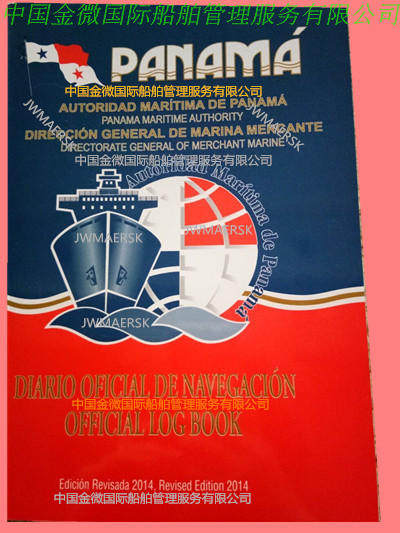 中国金微国际船舶管理服务有限公司
PANAMÁ
中国金微国际船舶管理服务有限公司
JWMAERSK
AUTORIDAD MARÍTIMA DE PANAMÁ
PANAMA MARITIME AUTHORITY
DIRECCIÓN GENERAL DE MARINA MERCANTE
JWMAERSK
DIRECTORATE GENERAL OF MERCHANT MARINE
JWMAERSK
中国金微国际船舶管理服务有限公司
Autoridad Marítima de Panamá
JWMAERSK
JWMAERSK
JWMAERSK
JWMAERSK
DIARIO OFICIAL DE NAVEGACIÓN
中国金微国际船舶管理服务有限公司
OFFICIAL LOG BOOK
Edición Revisada 2014, Revised Edition 2014
中国金微国际船舶管理服务有限公司